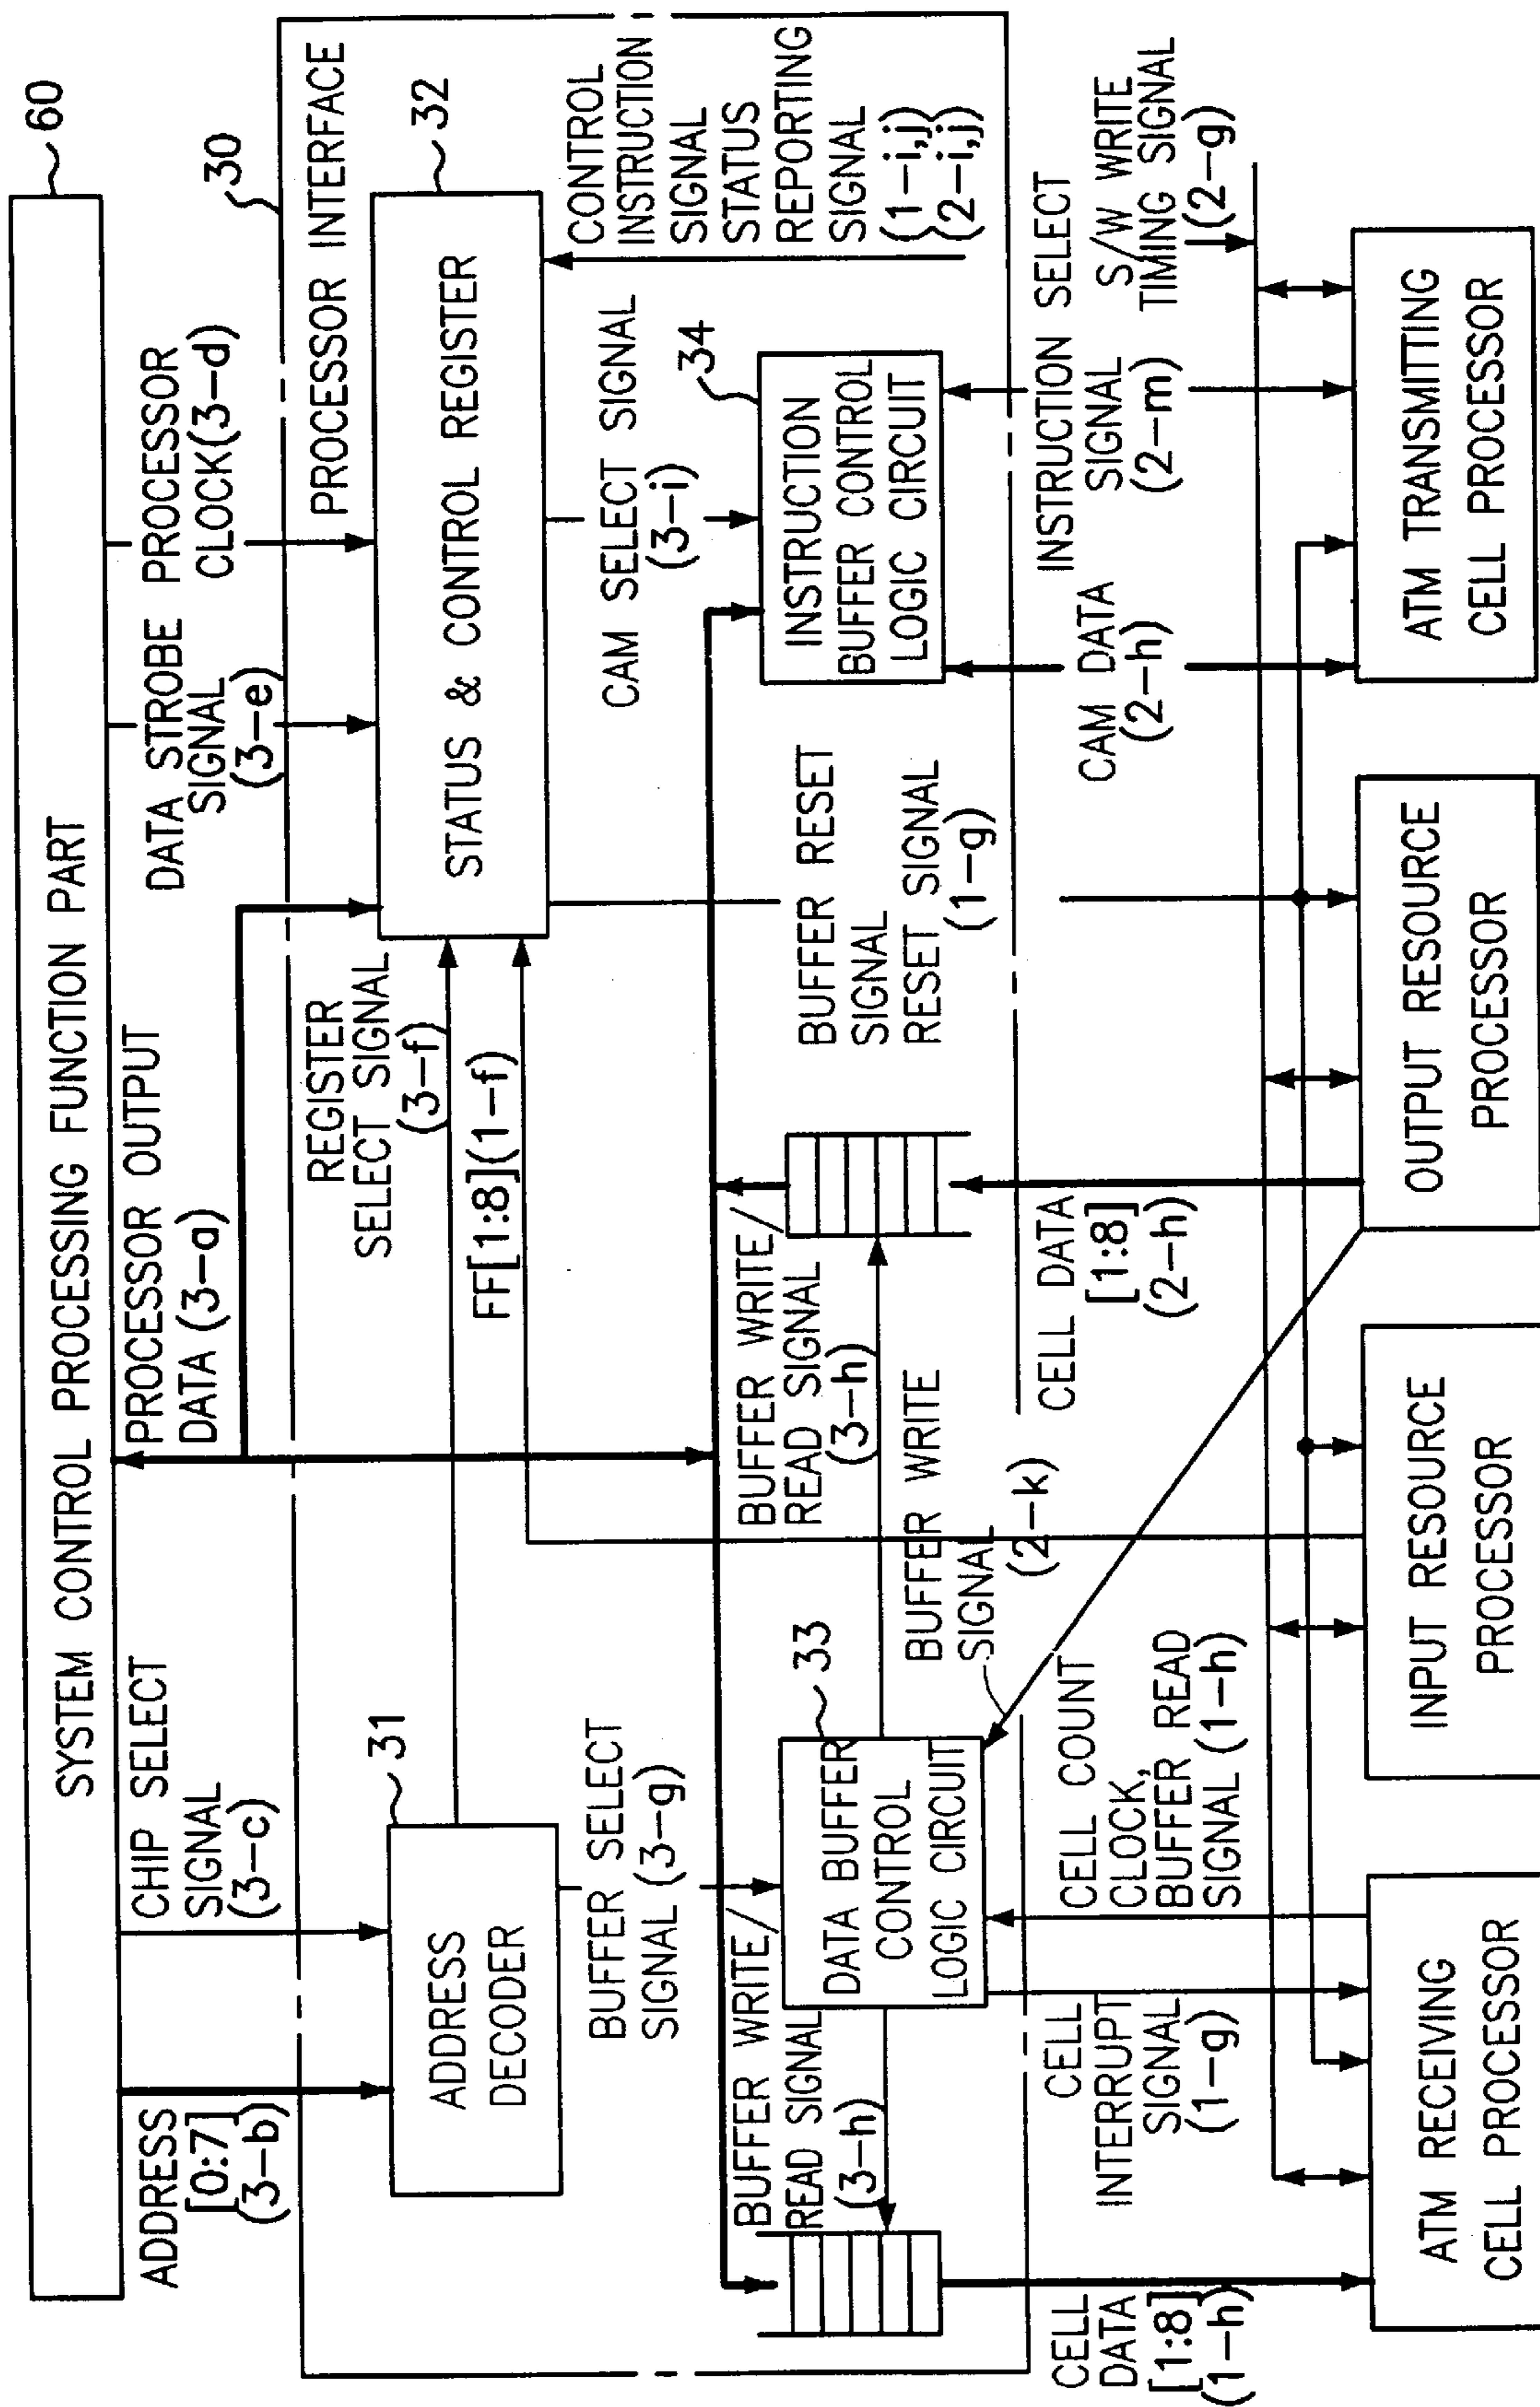 60
SYSTEM CONTROL PROCESSING FUNCTION PART
ADDRESS
[0:7]
(3-b)
CHIP SELECT
SIGNAL
(3-c)
PROCESSOR OUTPUT
DATA (3-a)
DATA STROBE
SIGNAL
(3-e)
PROCESSOR
CLOCK(3-d)
30
PROCESSOR INTERFACE
31
ADDRESS
DECODER
REGISTER
SELECT SIGNAL
(3-f)
FF[1:8](1-f)
32
STATUS & CONTROL REGISTER
BUFFER SELECT
SIGNAL (3-g)
CAM SELECT SIGNAL
(3-i)
CONTROL
INSTRUCTION
SIGNAL
STATUS
REPORTING
SIGNAL
(1-i,j)
(2-i,j)
BUFFER WRITE/
READ SIGNAL
(3-h)
33
DATA BUFFER
CONTROL
LOGIC CIRCUIT
BUFFER WRITE/
READ SIGNAL
(3-h)
BUFFER WRITE
SIGNAL
(2-k)
BUFFER RESET
SIGNAL
RESET SIGNAL
(1-g)
34
INSTRUCTION
BUFFER CONTROL
LOGIC CIRCUIT
CELL
DATA
[1:8]
(1-h)
CELL
INTERRUPT
SIGNAL
(1-g)
CELL COUNT
CLOCK,
BUFFER READ
SIGNAL (1-h)
CELL DATA
[1:8]
(2-h)
CAM DATA
(2-h)
INSTRUCTION SELECT
SIGNAL
(2-m)
S/W WRITE
TIMING SIGNAL
(2-g)
ATM RECEIVING
CELL PROCESSOR
INPUT RESOURCE
PROCESSOR
OUTPUT RESOURCE
PROCESSOR
ATM TRANSMITTING
CELL PROCESSOR